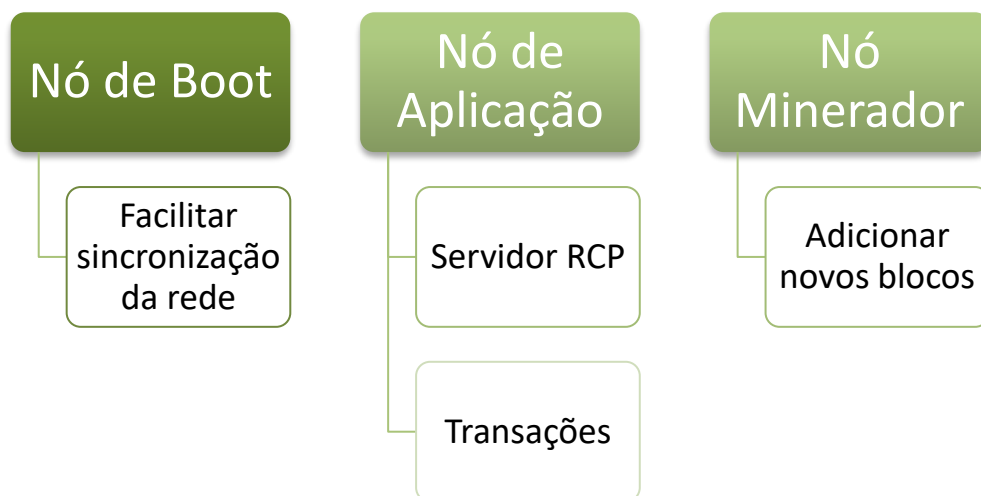 Nó de Boot
Facilitar
sincronização
da rede
Nó de
Aplicação
Servidor RCP
Transações
Nó
Minerador
Adicionar
novos blocos